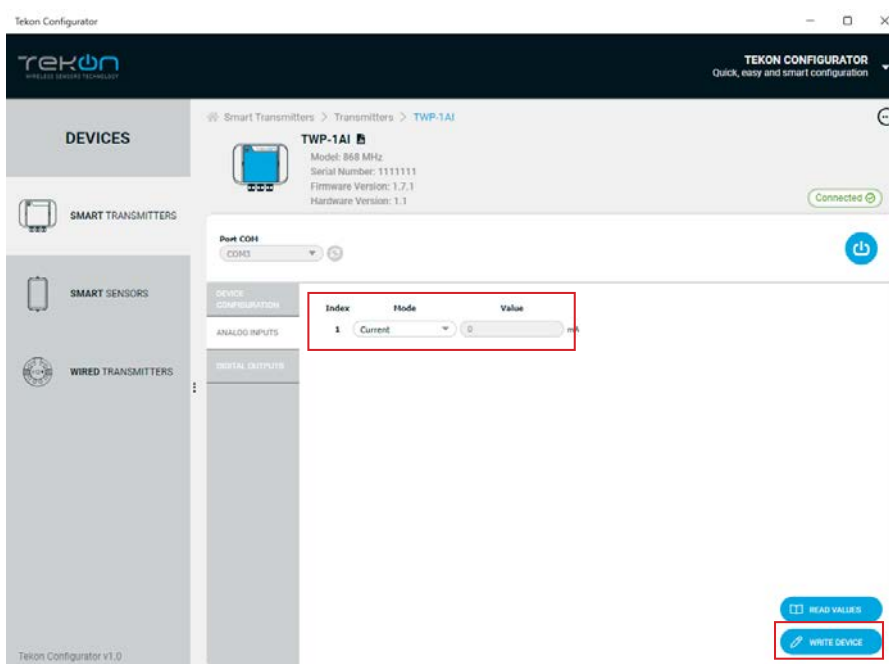 Tekon Configurator
TEKON
WIRELESS SENSORS TECHNOLOGY
TEKON CONFIGURATOR
Quick, easy and smart configuration
DEVICES
SMART TRANSMITTERS
SMART SENSORS
WIRED TRANSMITTERS
Tekon Configurator v1.0
Smart Transmitters > Transmitters > TWP-1AI
TWP-1AI
Model: 868 MHz
Serial Number: 1111111
Firmware Version: 1.7.1
Hardware Version: 1.1
Connected
Port COM
COM3
DEVICE
CONFIGURATION
ANALOG INPUTS
DIGITAL OUTPUTS
Index Mode Value
1 Current 0 mA
READ VALUES
WRITE DEVICE